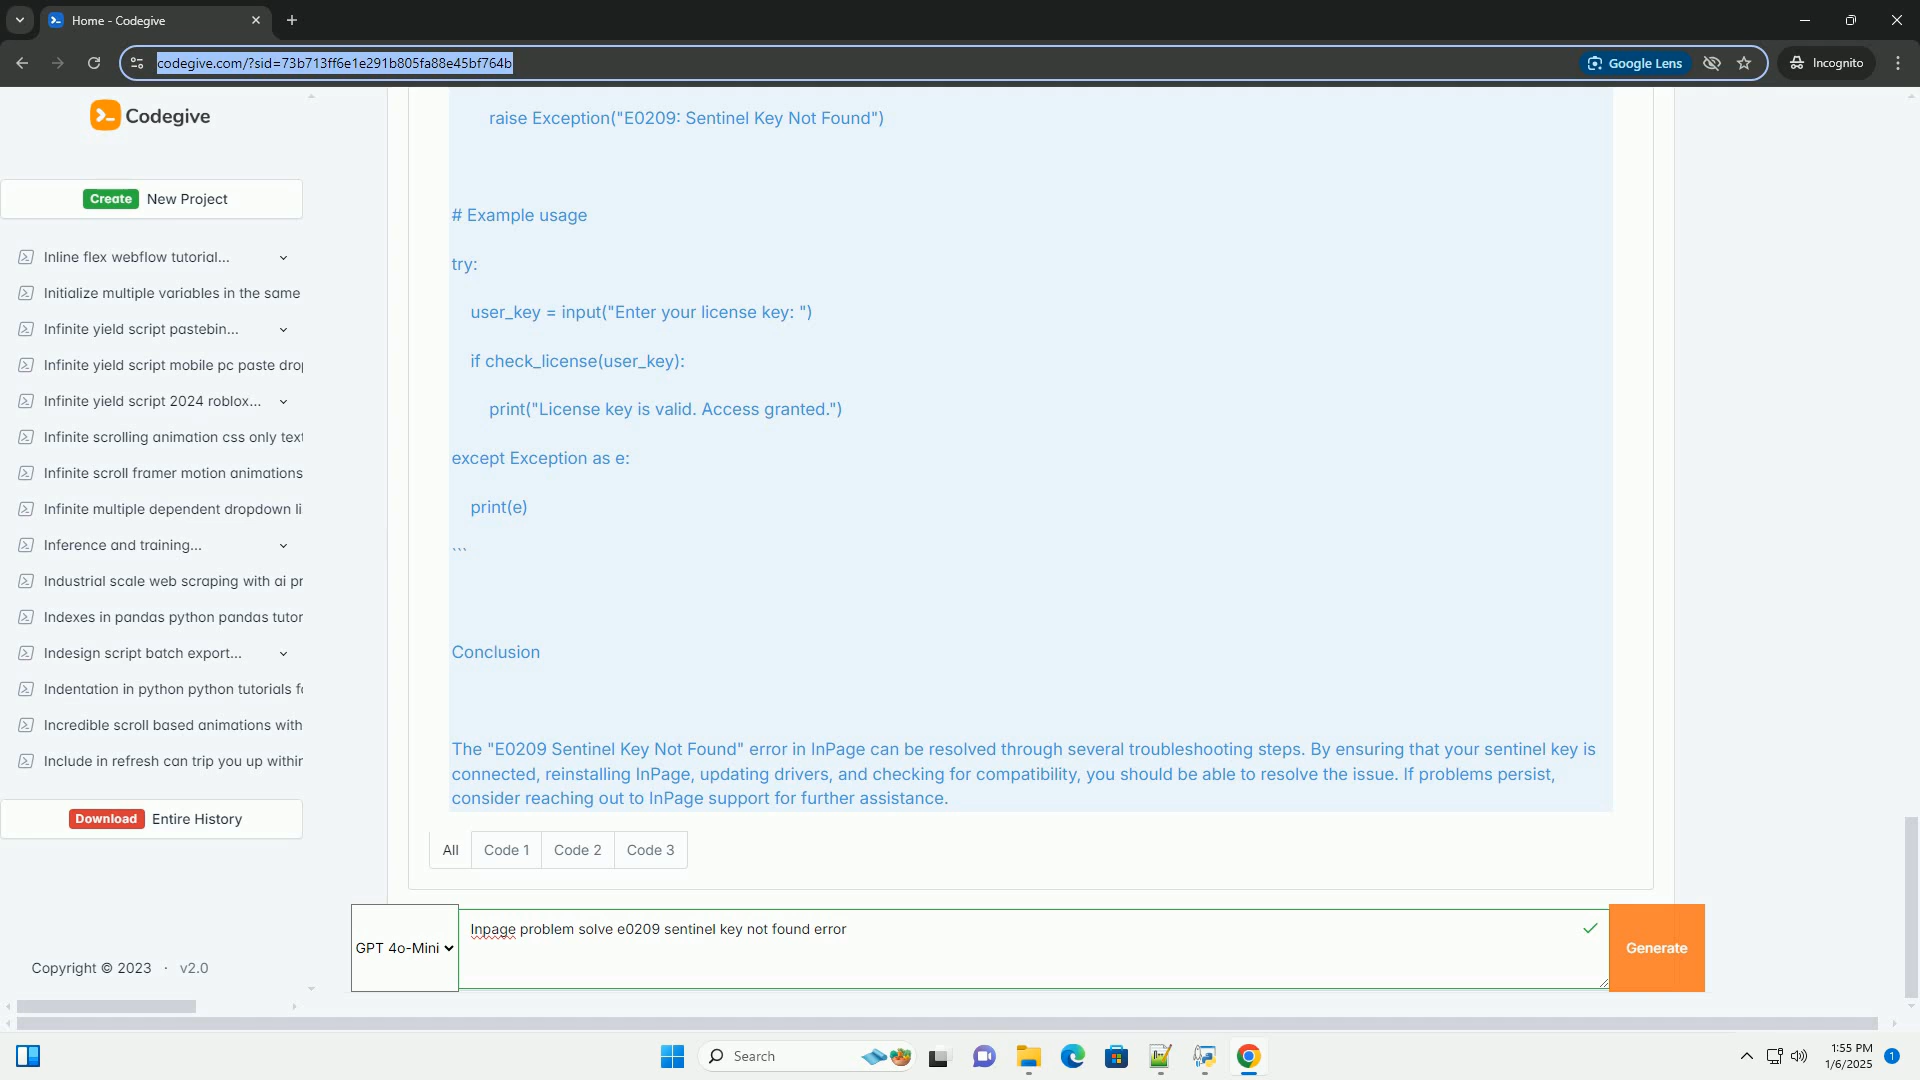 Home - Codegive
codegive.com/?sid=73b713ff6e1e291b805fa88e45bf764b
Google Lens
Incognito
Codegive
Create New Project
Inline flex webflow tutorial...
Initialize multiple variables in the same
Infinite yield script pastebin...
Infinite yield script mobile pc paste dro
Infinite yield script 2024 roblox...
Infinite scrolling animation css only text
Infinite scroll framer motion animations
Infinite multiple dependent dropdown li
Inference and training...
Industrial scale web scraping with ai pr
Indexes in pandas python pandas tutor
Indesign script batch export...
Indentation in python python tutorials fo
Incredible scroll based animations with
Include in refresh can trip you up within
Download Entire History
Copyright © 2023 · v2.0
raise Exception("E0209: Sentinel Key Not Found")
# Example usage
try:
user_key = input("Enter your license key: ")
if check_license(user_key):
print("License key is valid. Access granted.")
except Exception as e:
print(e)
```
Conclusion
The "E0209 Sentinel Key Not Found" error in InPage can be resolved through several troubleshooting steps. By ensuring that your sentinel key is
connected, reinstalling InPage, updating drivers, and checking for compatibility, you should be able to resolve the issue. If problems persist,
consider reaching out to InPage support for further assistance.
All Code 1 Code 2 Code 3
GPT 4o-Mini
Inpage problem solve e0209 sentinel key not found error
Generate
Search
1:55 PM
1/6/2025
1